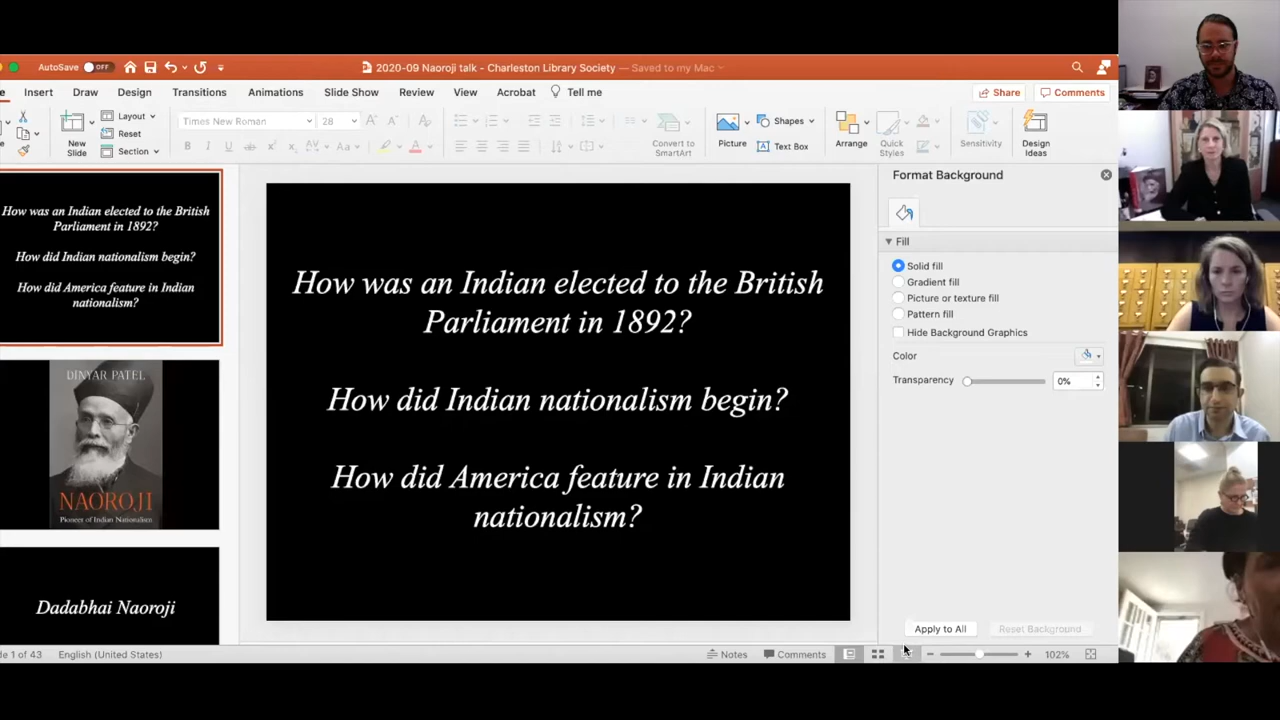 AutoSave OFF
2020-09 Naoroji talk - Charleston Library Society — Saved to my Mac
Insert Draw Design Transitions Animations Slide Show Review View Acrobat Tell me Share Comments
New Slide
Layout
Reset
Section
Times New Roman 28
B I U
Convert to SmartArt
Picture
Shapes
Text Box
Arrange
Quick Styles
Sensitivity
Design Ideas
How was an Indian elected to the British
Parliament in 1892?
How did Indian nationalism begin?
How did America feature in Indian
nationalism?
DINYAR PATEL
NAOROJI
Pioneer of Indian Nationalism
Dadabhai Naoroji
How was an Indian elected to the British
Parliament in 1892?
How did Indian nationalism begin?
How did America feature in Indian
nationalism?
Format Background
Fill
Solid fill
Gradient fill
Picture or texture fill
Pattern fill
Hide Background Graphics
Color
Transparency 0%
Apply to All Reset Background
1 of 43 English (United States) Notes Comments 102%